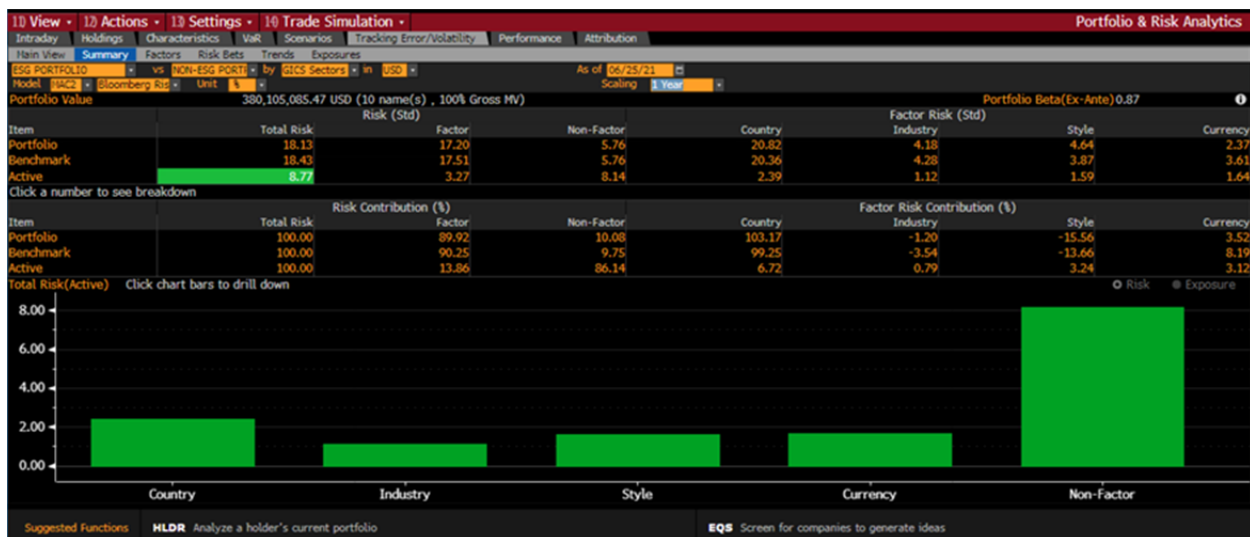 11) View 12) Actions 13) Settings 14) Trade Simulation Portfolio & Risk Analytics
Intraday Holdings Characteristics VaR Scenarios Tracking Error/Volatility Performance Attribution
Main View Summary Factors Risk Bets Trends Exposures
ESG PORTFOLIO vs NON-ESG PORTF by GICS Sectors in USD As of 06/25/21
Model MAC2 Bloomberg Ris Unit % Scaling 1 Year
Portfolio Value 380,105,085.47 USD (10 name(s) , 100% Gross MV) Portfolio Beta(Ex-Ante) 0.87
Risk (Std) Factor Risk (Std)
Item Total Risk Factor Non-Factor Country Industry Style Currency
Portfolio 18.13 17.20 5.76 20.82 4.18 4.64 2.37
Benchmark 18.43 17.51 5.76 20.36 4.28 3.87 3.61
Active 8.77 3.27 8.14 2.39 1.12 1.59 1.64
Click a number to see breakdown
Risk Contribution (%) Factor Risk Contribution (%)
Item Total Risk Factor Non-Factor Country Industry Style Currency
Portfolio 100.00 89.92 10.08 103.17 -1.20 -15.56 3.52
Benchmark 100.00 90.25 9.75 99.25 -3.54 -13.66 8.19
Active 100.00 13.86 86.14 6.72 0.79 3.24 3.12
Total Risk(Active) Click chart bars to drill down Risk Exposure
8.00
6.00
4.00
2.00
0.00
Country Industry Style Currency Non-Factor
Suggested Functions HLDR Analyze a holder's current portfolio EQS Screen for companies to generate ideas